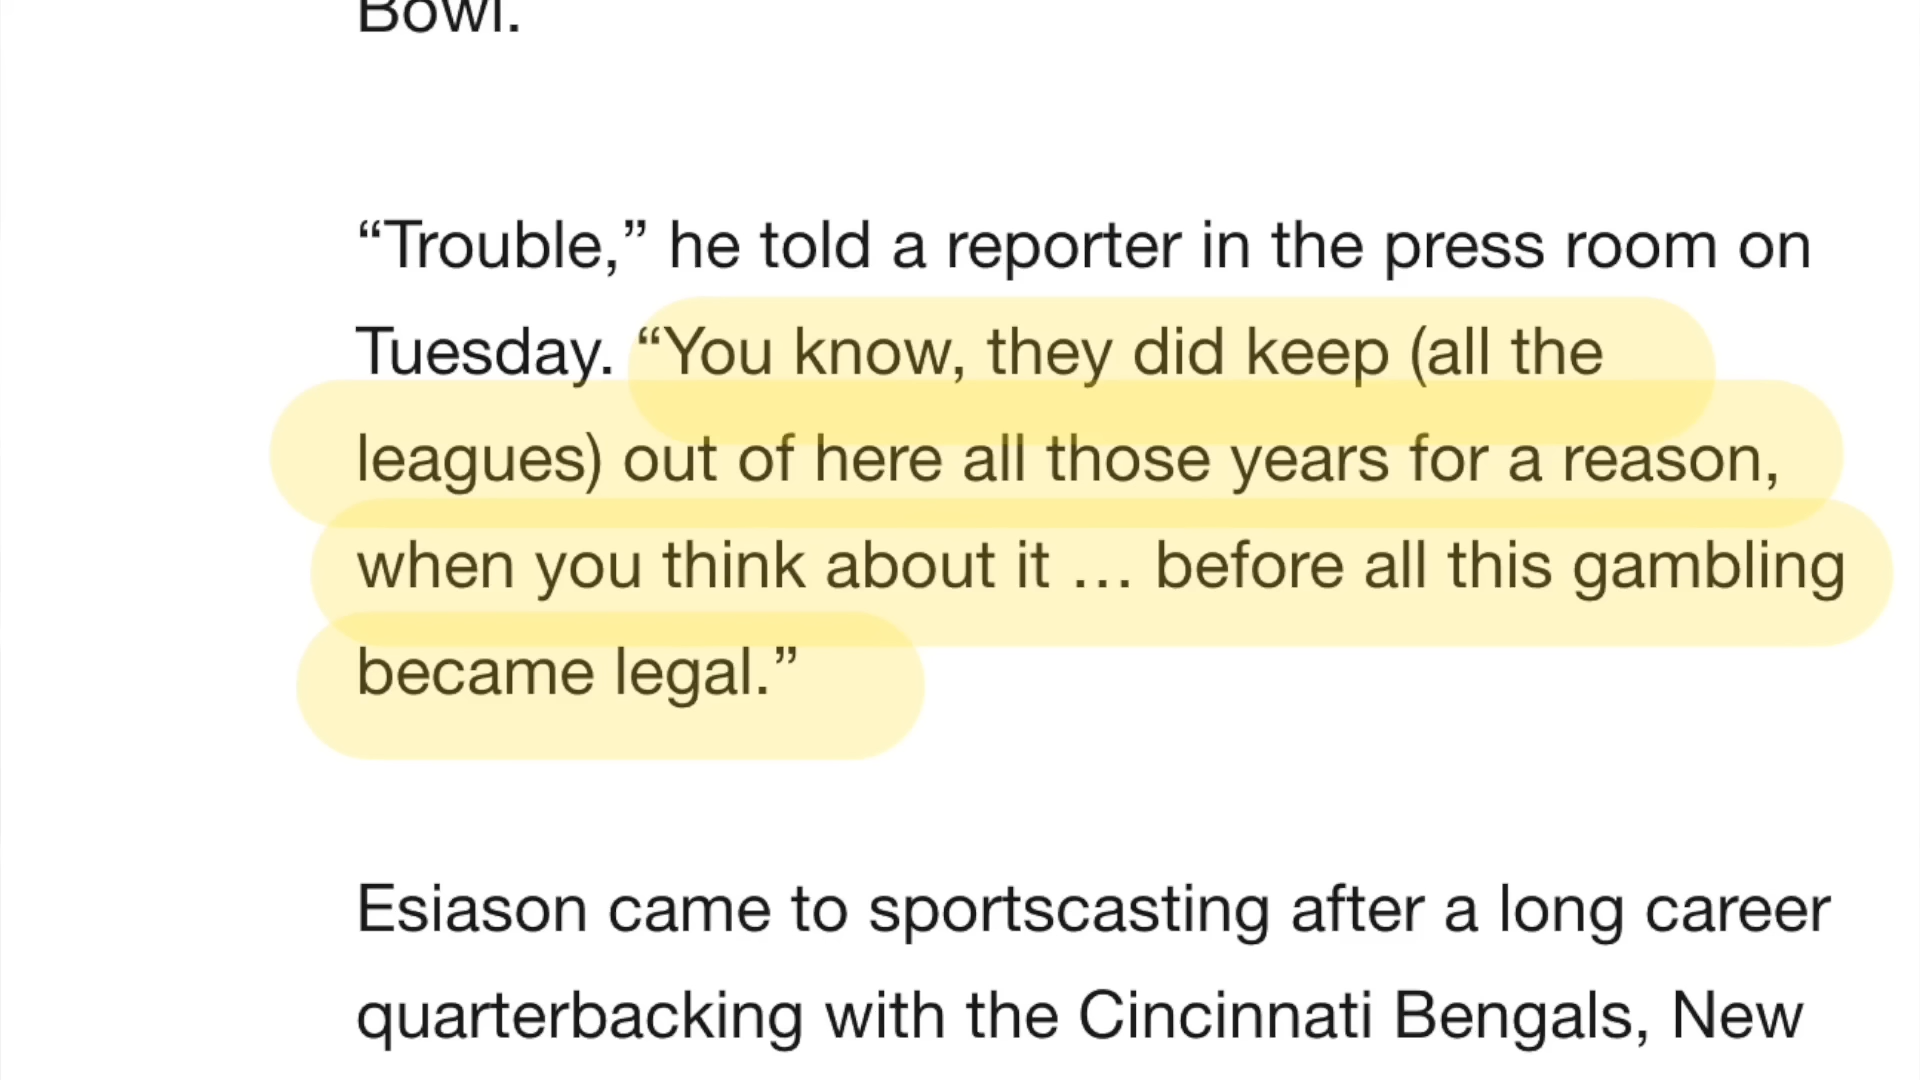 Bowl.
“Trouble,” he told a reporter in the press room on
Tuesday. “You know, they did keep (all the
leagues) out of here all those years for a reason,
when you think about it … before all this gambling
became legal.”
Esiason came to sportscasting after a long career
quarterbacking with the Cincinnati Bengals, New